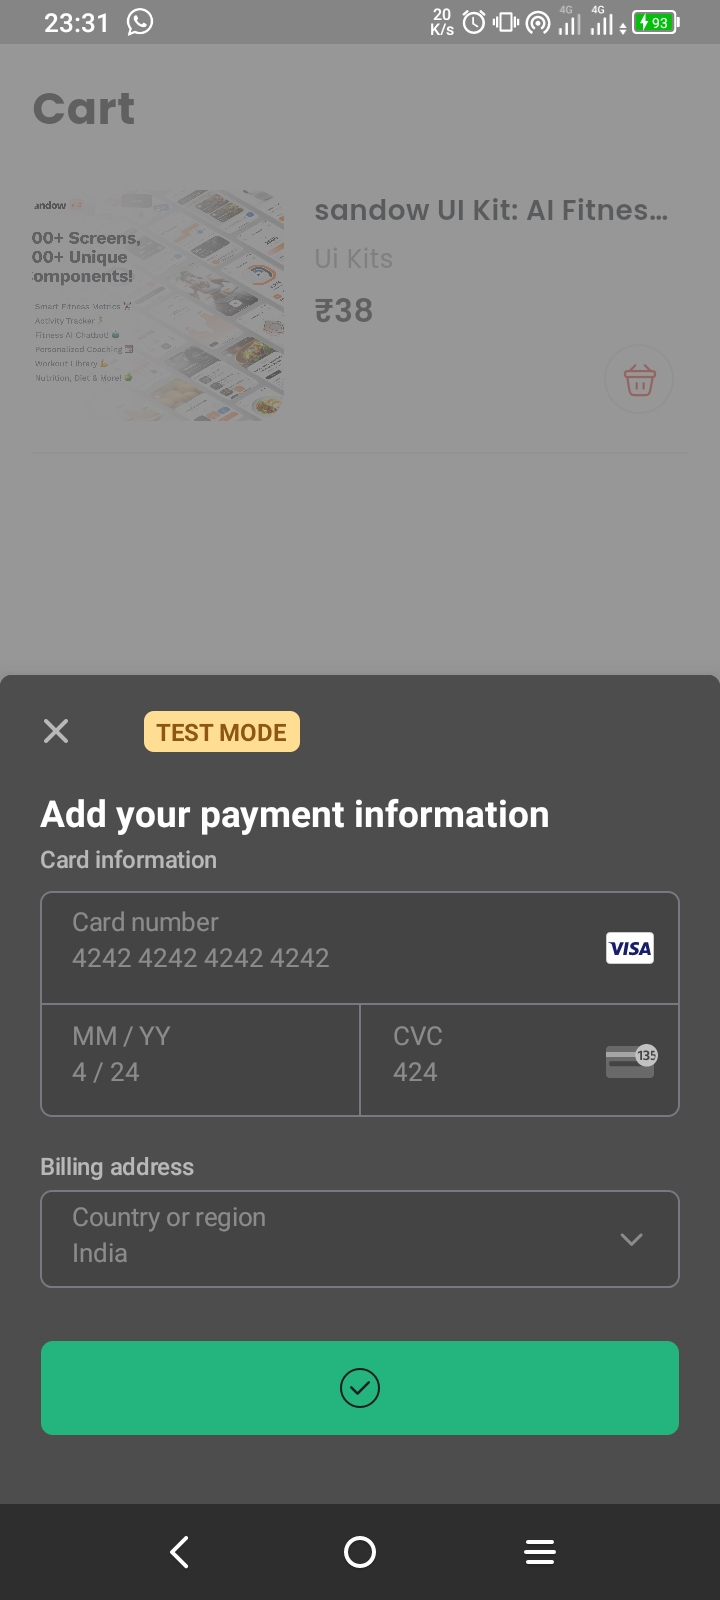 23:31
20
K/s
4G
4G
93
Cart
andow
00+ Screens,
00+ Unique
omponents!
Smart Fitness Metrics
Activity Tracker
Fitness AI Chatbot
Personalized Coaching
Workout Library
Nutrition, Diet & More!
sandow UI Kit: AI Fitnes...
Ui Kits
₹38
TEST MODE
Add your payment information
Card information
Card number
4242 4242 4242 4242
VISA
MM / YY
4 / 24
CVC
424
135
Billing address
Country or region
India